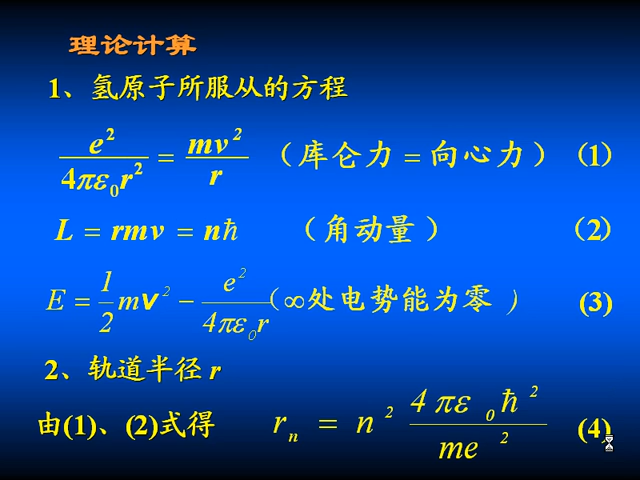 理论计算
1、氢原子所服从的方程
e²/4πε₀r² = mv²/r （库仑力 = 向心力） （1）
L = rmv = nħ （角动量） （2）
E = 1/2 mv² − e²/4πε₀r （∞处电势能为零） (3)
2、轨道半径 r
由(1)、(2)式得 rₙ = n² 4πε₀ħ²/me² (4)